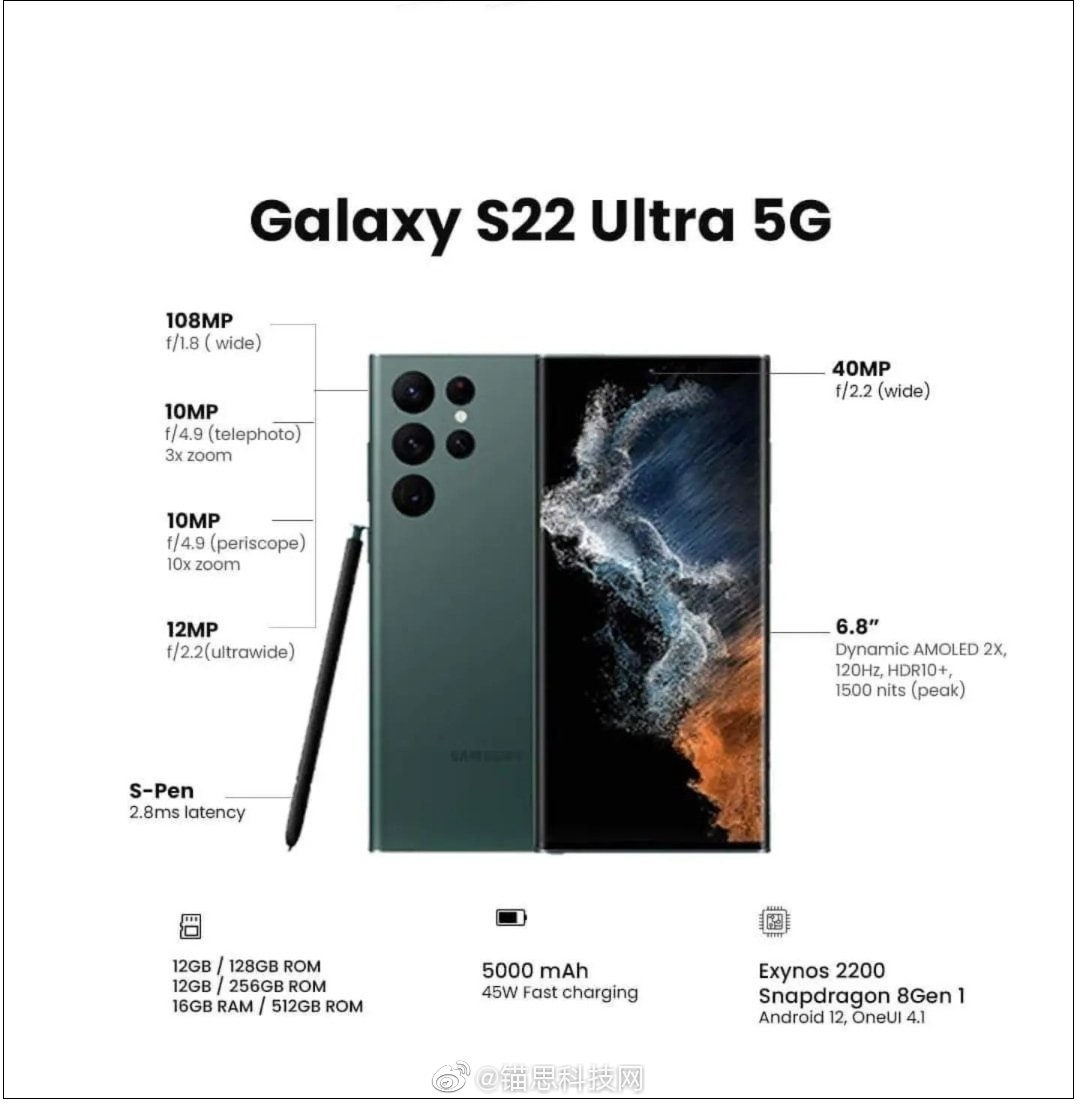 Galaxy S22 Ultra 5G
108MP
f/1.8 ( wide)
10MP
f/4.9 (telephoto)
3x zoom
10MP
f/4.9 (periscope)
10x zoom
12MP
f/2.2(ultrawide)
S-Pen
2.8ms latency
40MP
f/2.2 (wide)
6.8”
Dynamic AMOLED 2X,
120Hz, HDR10+,
1500 nits (peak)
SAMSUNG
12GB / 128GB ROM
12GB / 256GB ROM
16GB RAM / 512GB ROM
5000 mAh
45W Fast charging
Exynos 2200
Snapdragon 8Gen 1
Android 12, OneUI 4.1
@锚思科技网